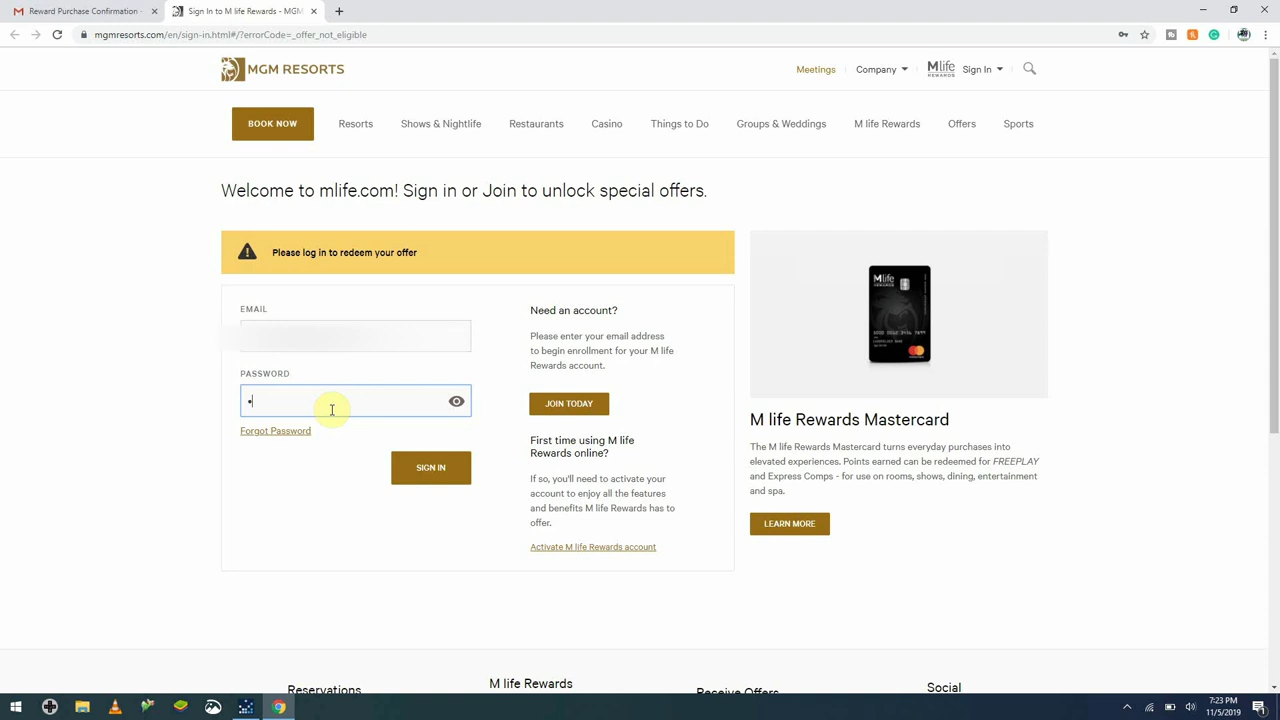 Reward Purchase Confirmation -
Sign In to M life - MGM Resorts
mgmresorts.com/en/sign-in.html#/?errorCode=_offer_not_eligible
MGM RESORTS
Meetings
Company
Mlife
REWARDS
Sign In
BOOK NOW
Resorts
Shows & Nightlife
Restaurants
Casino
Things to Do
Groups & Weddings
M life Rewards
Offers
Sports
Welcome to mlife.com! Sign in or Join to unlock special offers.
Please log in to redeem your offer
EMAIL
PASSWORD
Forgot Password
SIGN IN
Need an account?
Please enter your email address
to begin enrollment for your M life
Rewards account.
JOIN TODAY
First time using M life
Rewards online?
If so, you'll need to activate your
account to enjoy all the features
and benefits M life Rewards has to
offer.
Activate M life Rewards account
Mlife
REWARDS
M life Rewards Mastercard
The M life Rewards Mastercard turns everyday purchases into
elevated experiences. Points earned can be redeemed for FREEPLAY
and Express Comps - for use on rooms, shows, dining, entertainment
and spa.
LEARN MORE
Reservations
M life Rewards
Receive Offers
Social
7:23 PM
11/5/2019